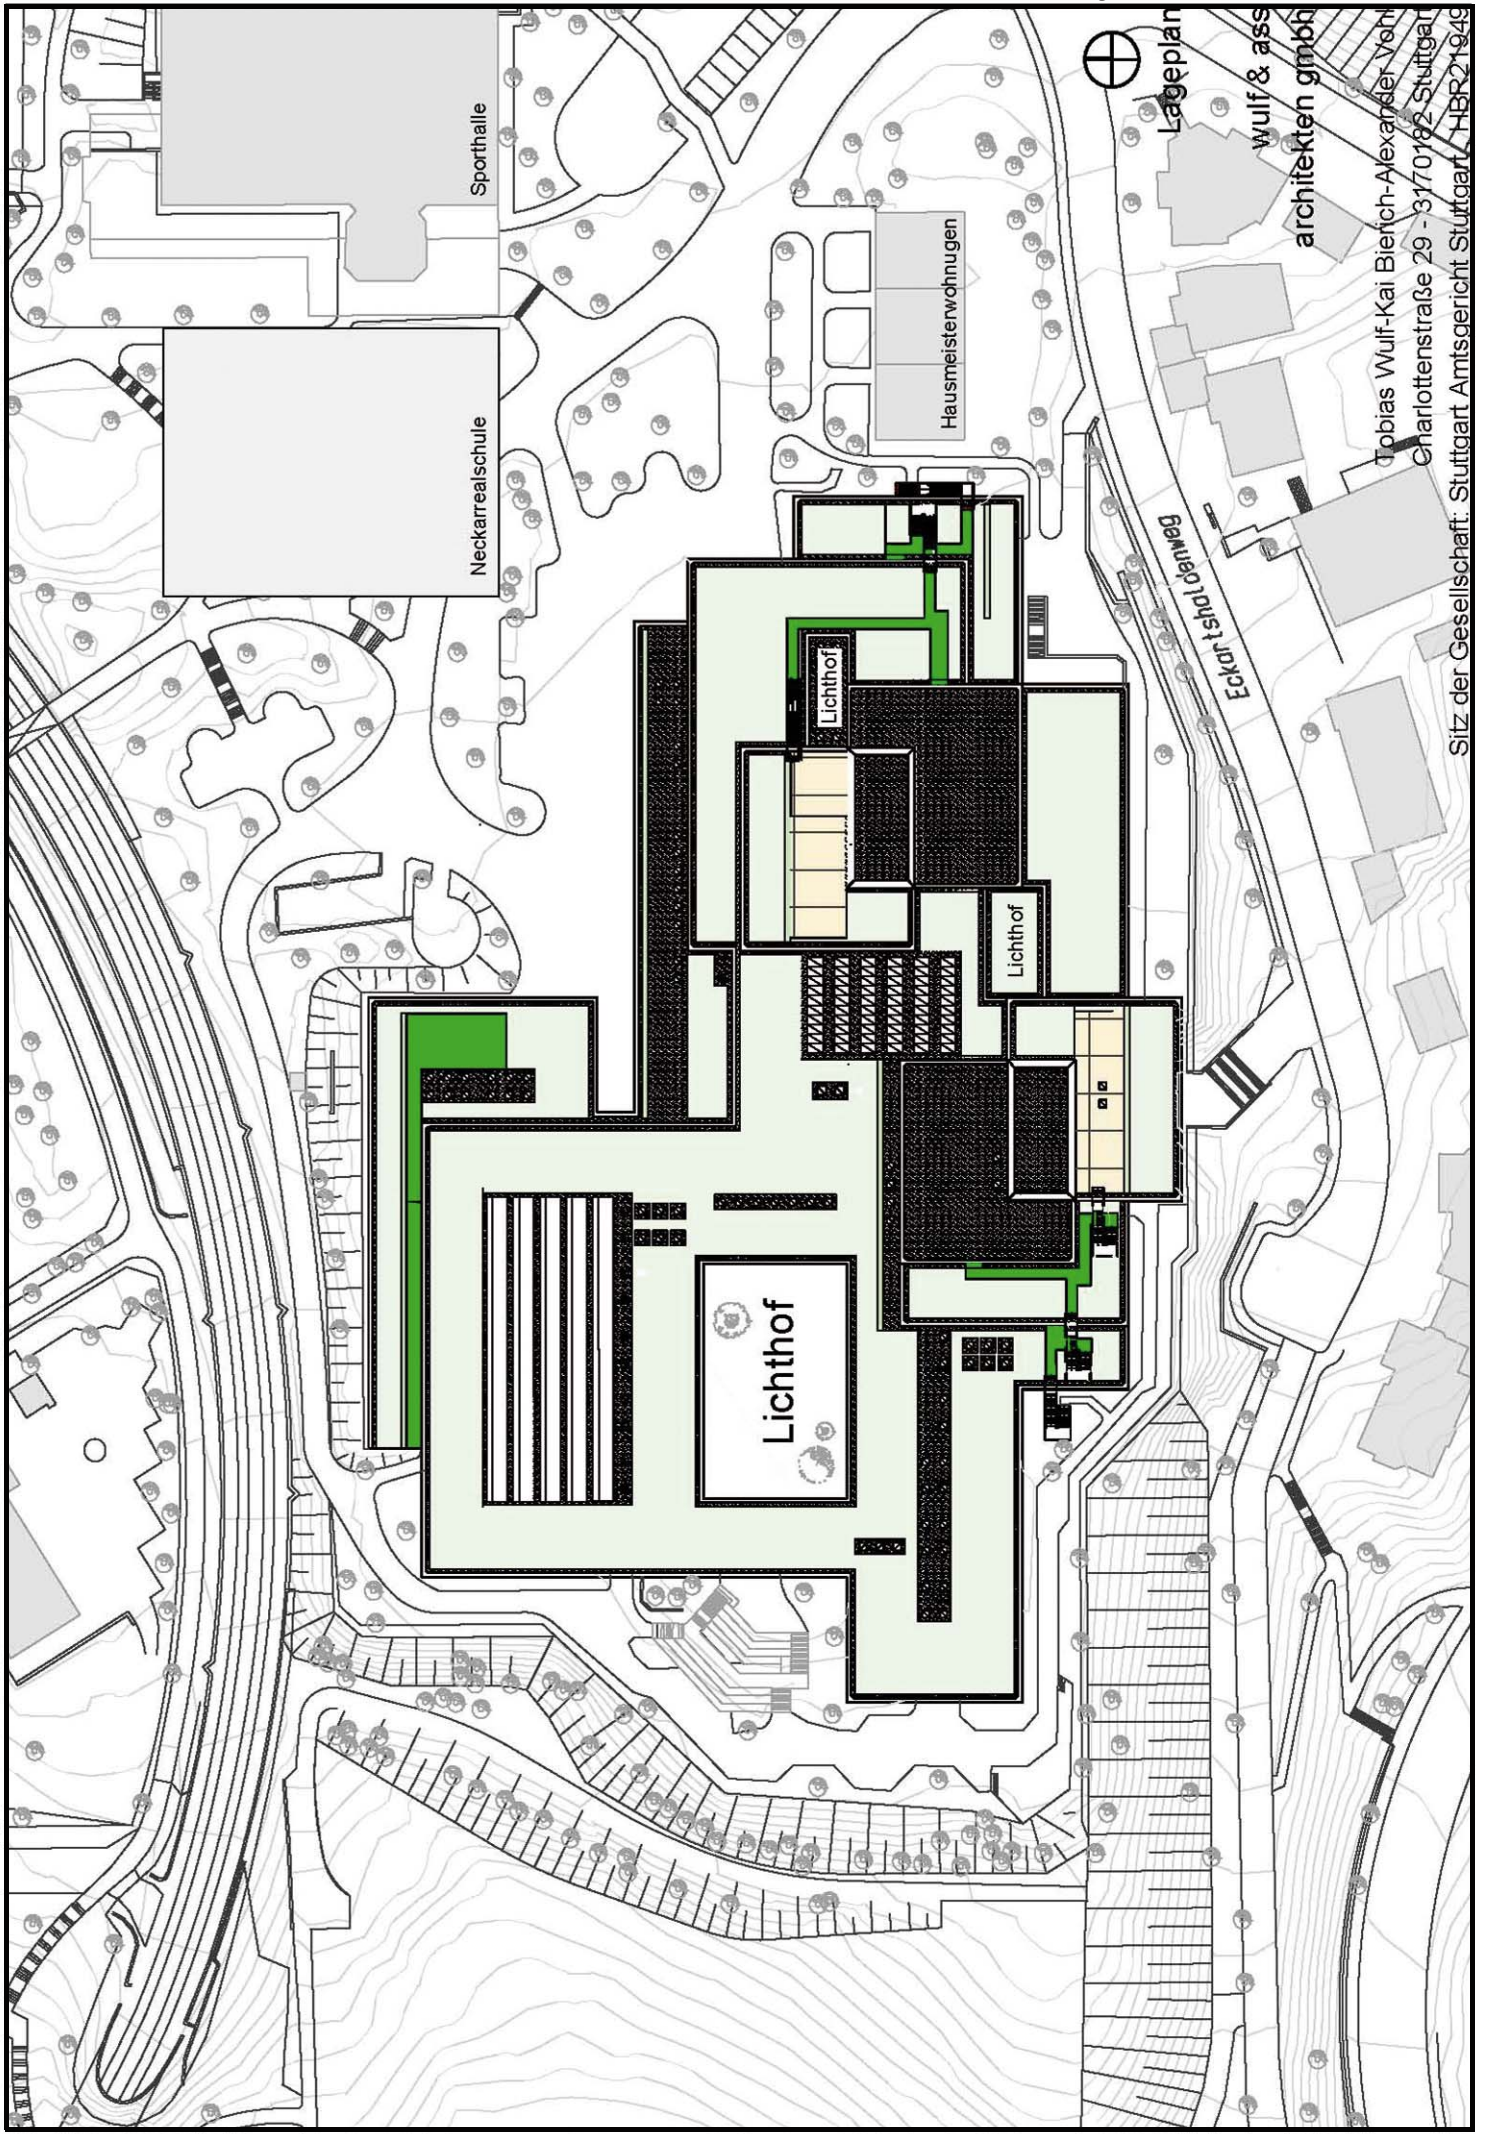 Sporthalle
Neckarrealschule
Hausmeisterwohnugen
Lageplan
wulf & ass
architekten gmbh
Tobias Wulf-Kai Bierich-Alexander Vohl
Charlottenstraße 29 - 3170182 Stuttgart
Sitz der Gesellschaft: Stuttgart Amtsgericht Stuttgart HBR21949
Eckartshaldenweg
Lichthof
Lichthof
Lichthof